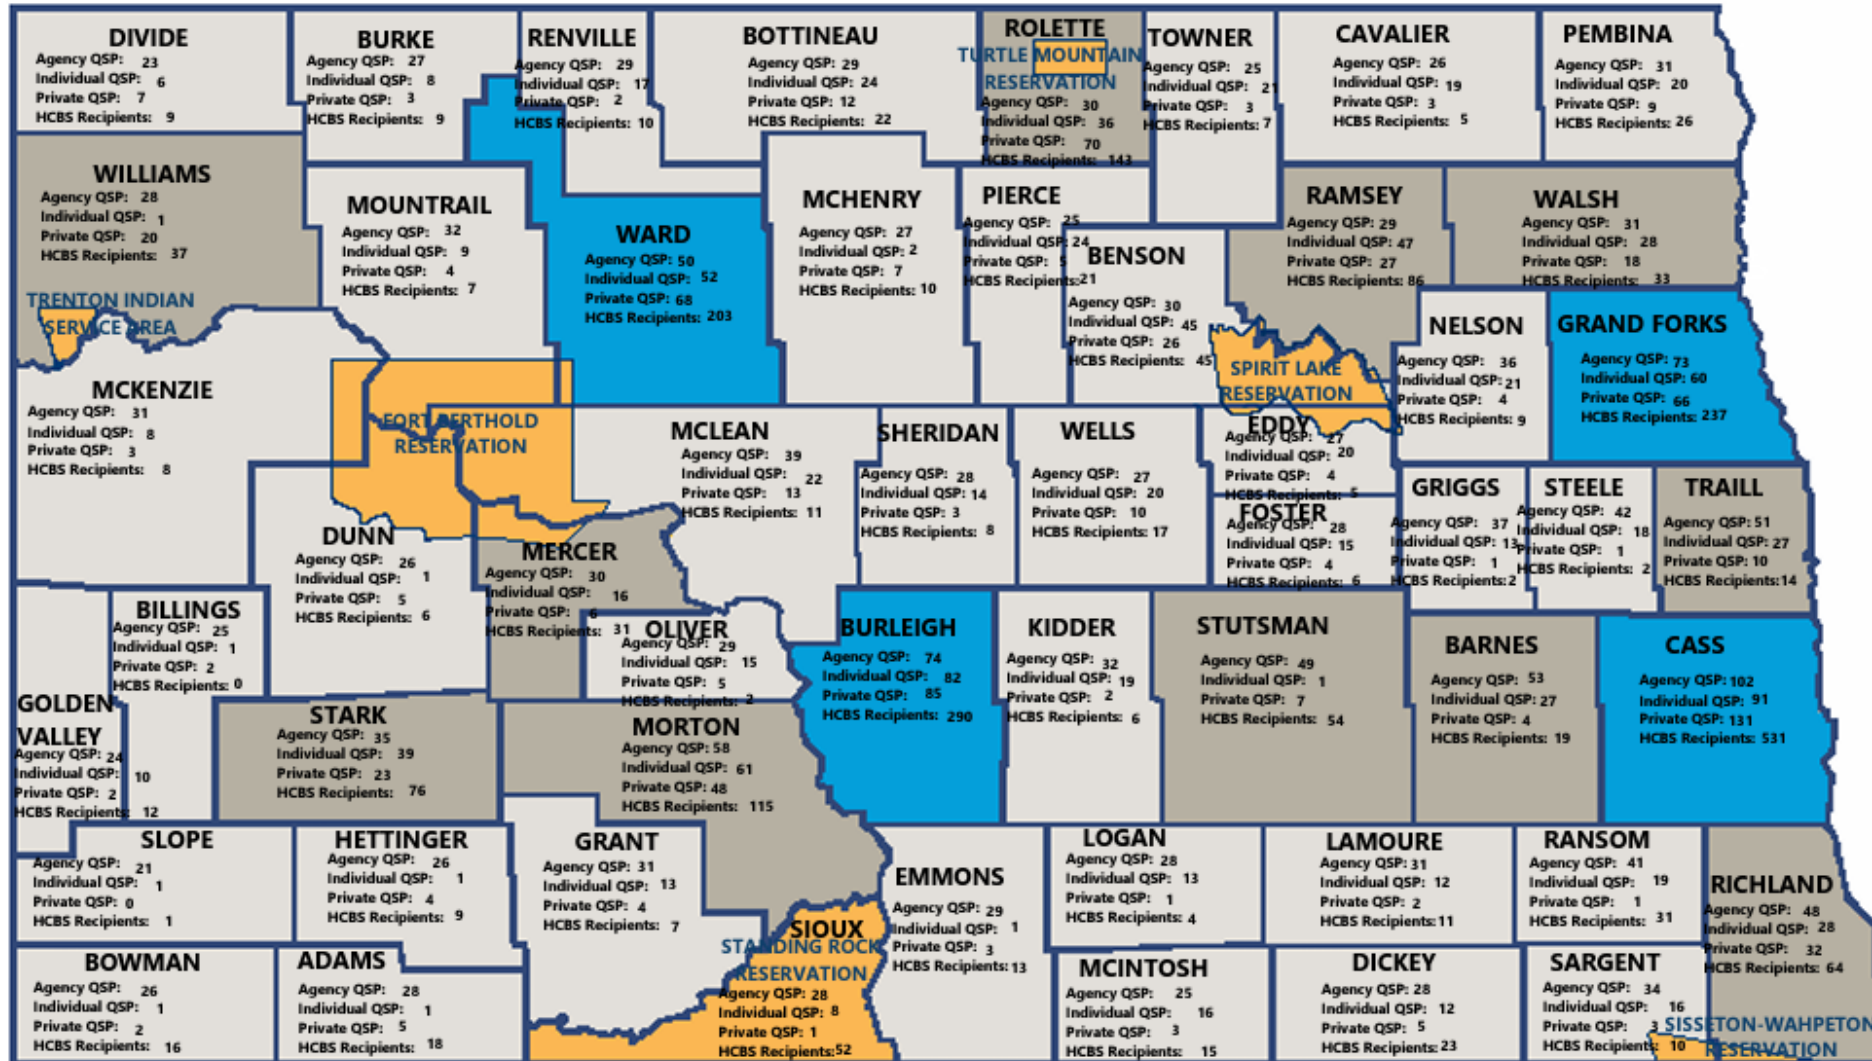 DIVIDE
Agency QSP: 23
Individual QSP: 6
Private QSP: 7
HCBS Recipients: 9
BURKE
Agency QSP: 27
Individual QSP: 8
Private QSP: 3
HCBS Recipients: 9
RENVILLE
Agency QSP: 29
Individual QSP: 17
Private QSP: 2
HCBS Recipients: 10
BOTTINEAU
Agency QSP: 29
Individual QSP: 24
Private QSP: 12
HCBS Recipients: 22
ROLETTE
TURTLE MOUNTAIN
RESERVATION
Agency QSP: 30
Individual QSP: 36
Private QSP: 70
HCBS Recipients: 143
TOWNER
Agency QSP: 25
Individual QSP: 21
Private QSP: 3
HCBS Recipients: 7
CAVALIER
Agency QSP: 26
Individual QSP: 19
Private QSP: 3
HCBS Recipients: 5
PEMBINA
Agency QSP: 31
Individual QSP: 20
Private QSP: 9
HCBS Recipients: 26
WILLIAMS
Agency QSP: 28
Individual QSP: 1
Private QSP: 20
HCBS Recipients: 37
TRENTON INDIAN
SERVICE AREA
MOUNTRAIL
Agency QSP: 32
Individual QSP: 9
Private QSP: 4
HCBS Recipients: 7
WARD
Agency QSP: 50
Individual QSP: 52
Private QSP: 68
HCBS Recipients: 203
MCHENRY
Agency QSP: 27
Individual QSP: 2
Private QSP: 7
HCBS Recipients: 10
PIERCE
Agency QSP: 25
Individual QSP: 24
Private QSP: 5
HCBS Recipients: 21
BENSON
Agency QSP: 30
Individual QSP: 45
Private QSP: 26
HCBS Recipients: 45
RAMSEY
Agency QSP: 29
Individual QSP: 47
Private QSP: 27
HCBS Recipients: 86
WALSH
Agency QSP: 31
Individual QSP: 28
Private QSP: 18
HCBS Recipients: 33
SPIRIT LAKE
RESERVATION
NELSON
Agency QSP: 36
Individual QSP: 21
Private QSP: 4
HCBS Recipients: 9
GRAND FORKS
Agency QSP: 73
Individual QSP: 60
Private QSP: 66
HCBS Recipients: 237
MCKENZIE
Agency QSP: 31
Individual QSP: 8
Private QSP: 3
HCBS Recipients: 8
FORT BERTHOLD
RESERVATION
MCLEAN
Agency QSP: 39
Individual QSP: 22
Private QSP: 13
HCBS Recipients: 11
SHERIDAN
Agency QSP: 28
Individual QSP: 14
Private QSP: 3
HCBS Recipients: 8
WELLS
Agency QSP: 27
Individual QSP: 20
Private QSP: 10
HCBS Recipients: 17
EDDY
Agency QSP: 27
Individual QSP: 20
Private QSP: 4
HCBS Recipients: 5
FOSTER
Agency QSP: 28
Individual QSP: 15
Private QSP: 4
HCBS Recipients: 6
GRIGGS
Agency QSP: 37
Individual QSP: 13
Private QSP: 1
HCBS Recipients: 2
STEELE
Agency QSP: 42
Individual QSP: 18
Private QSP: 1
HCBS Recipients: 2
TRAILL
Agency QSP: 51
Individual QSP: 27
Private QSP: 10
HCBS Recipients: 14
DUNN
Agency QSP: 26
Individual QSP: 1
Private QSP: 5
HCBS Recipients: 6
MERCER
Agency QSP: 30
Individual QSP: 16
Private QSP: 6
HCBS Recipients: 31
BILLINGS
Agency QSP: 25
Individual QSP: 1
Private QSP: 2
HCBS Recipients: 0
OLIVER
Agency QSP: 29
Individual QSP: 15
Private QSP: 5
HCBS Recipients: 2
BURLEIGH
Agency QSP: 74
Individual QSP: 82
Private QSP: 85
HCBS Recipients: 290
KIDDER
Agency QSP: 32
Individual QSP: 19
Private QSP: 2
HCBS Recipients: 6
STUTSMAN
Agency QSP: 49
Individual QSP: 1
Private QSP: 7
HCBS Recipients: 54
BARNES
Agency QSP: 53
Individual QSP: 27
Private QSP: 4
HCBS Recipients: 19
CASS
Agency QSP: 102
Individual QSP: 91
Private QSP: 131
HCBS Recipients: 531
GOLDEN
VALLEY
Agency QSP: 24
Individual QSP: 10
Private QSP: 2
HCBS Recipients: 12
STARK
Agency QSP: 35
Individual QSP: 39
Private QSP: 23
HCBS Recipients: 76
MORTON
Agency QSP: 58
Individual QSP: 61
Private QSP: 48
HCBS Recipients: 115
SLOPE
Agency QSP: 21
Individual QSP: 1
Private QSP: 0
HCBS Recipients: 1
HETTINGER
Agency QSP: 26
Individual QSP: 1
Private QSP: 4
HCBS Recipients: 9
GRANT
Agency QSP: 31
Individual QSP: 13
Private QSP: 4
HCBS Recipients: 7
EMMONS
Agency QSP: 29
Individual QSP: 1
Private QSP: 3
HCBS Recipients: 13
LOGAN
Agency QSP: 28
Individual QSP: 13
Private QSP: 1
HCBS Recipients: 4
LAMOURE
Agency QSP: 31
Individual QSP: 12
Private QSP: 2
HCBS Recipients: 11
RANSOM
Agency QSP: 41
Individual QSP: 19
Private QSP: 1
HCBS Recipients: 31
RICHLAND
Agency QSP: 48
Individual QSP: 28
Private QSP: 32
HCBS Recipients: 64
BOWMAN
Agency QSP: 26
Individual QSP: 1
Private QSP: 2
HCBS Recipients: 16
ADAMS
Agency QSP: 28
Individual QSP: 1
Private QSP: 5
HCBS Recipients: 18
SIOUX
STANDING ROCK
RESERVATION
Agency QSP: 28
Individual QSP: 8
Private QSP: 1
HCBS Recipients: 52
MCINTOSH
Agency QSP: 25
Individual QSP: 16
Private QSP: 3
HCBS Recipients: 15
DICKEY
Agency QSP: 28
Individual QSP: 12
Private QSP: 5
HCBS Recipients: 23
SARGENT
Agency QSP: 34
Individual QSP: 16
Private QSP: 3
HCBS Recipients: 10
SISSETON-WAHPETON
RESERVATION